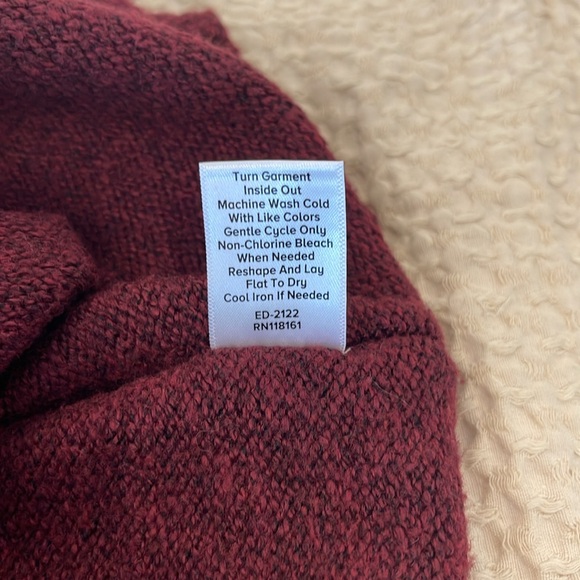 Turn Garment
Inside Out
Machine Wash Cold
With Like Colors
Gentle Cycle Only
Non-Chlorine Bleach
When Needed
Reshape And Lay
Flat To Dry
Cool Iron If Needed
ED-2122
RN118161